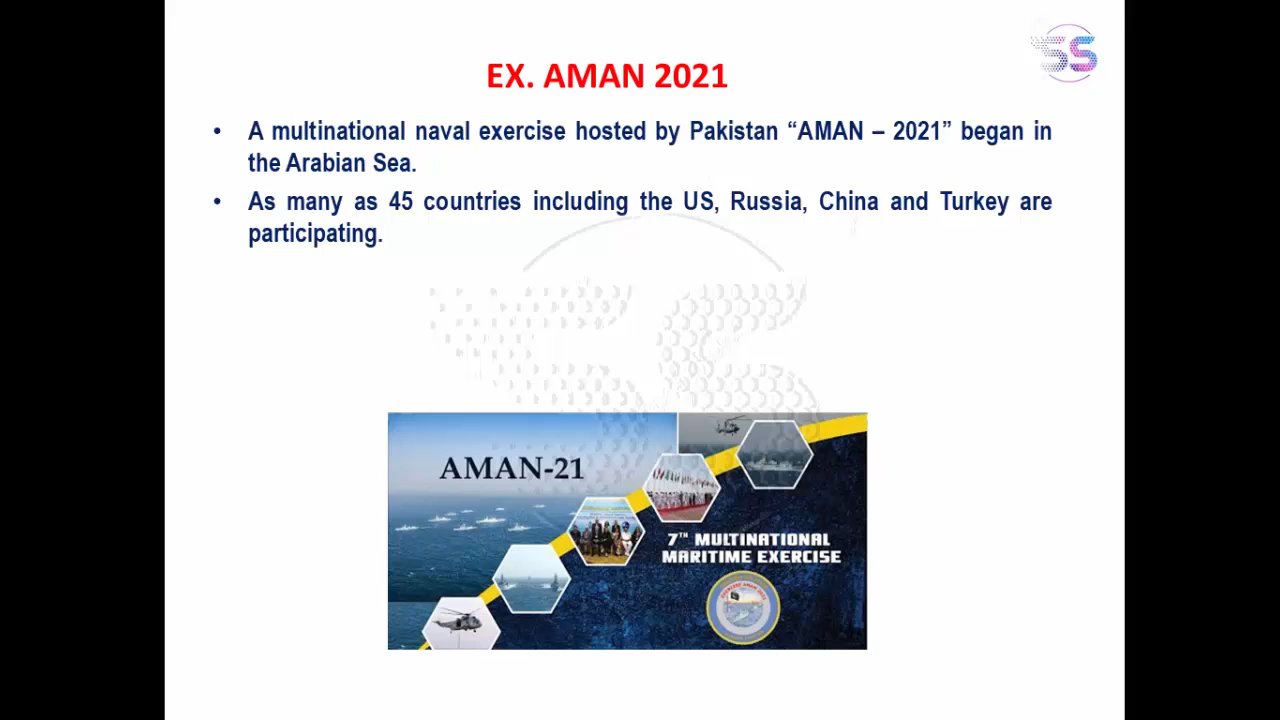 EX. AMAN 2021
• A multinational naval exercise hosted by Pakistan “AMAN – 2021” began in
the Arabian Sea.
• As many as 45 countries including the US, Russia, China and Turkey are
participating.
AMAN-21
7TH MULTINATIONAL
MARITIME EXERCISE